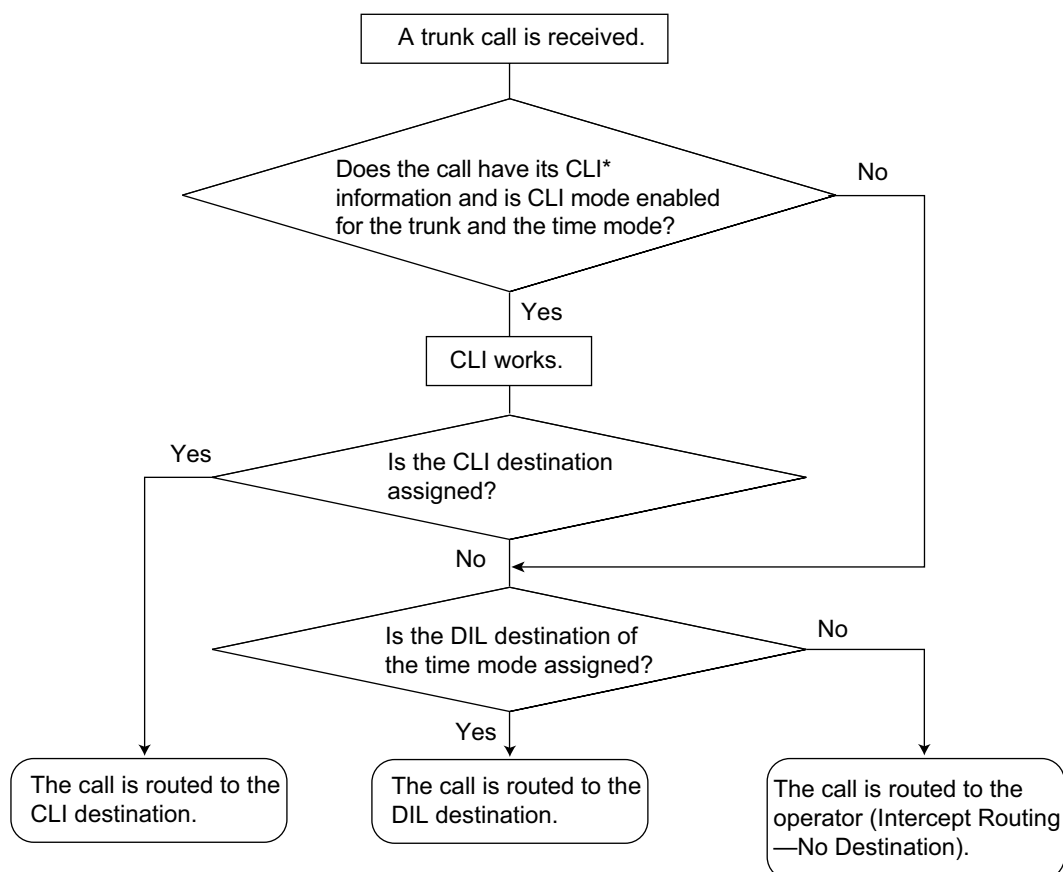 A trunk call is received.
Does the call have its CLI*
information and is CLI mode enabled
for the trunk and the time mode?
No
Yes
CLI works.
Yes
Is the CLI destination
assigned?
No
Is the DIL destination of
the time mode assigned?
No
Yes
The call is routed to the
CLI destination.
The call is routed to the
DIL destination.
The call is routed to the
operator (Intercept Routing
—No Destination).